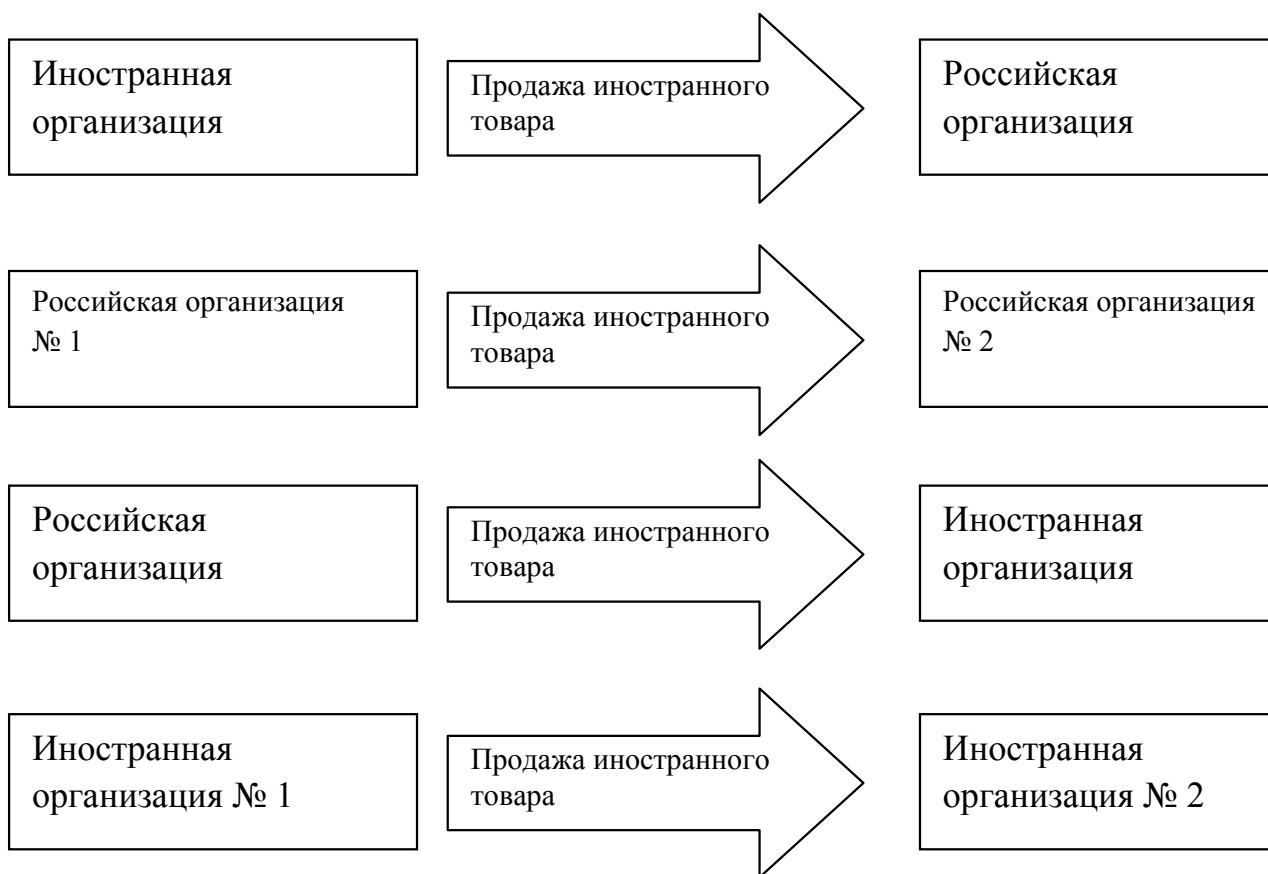 Иностранная
организация
Продажа иностранного
товара
Российская
организация
Российская организация
№ 1
Продажа иностранного
товара
Российская организация
№ 2
Российская
организация
Продажа иностранного
товара
Иностранная
организация
Иностранная
организация № 1
Продажа иностранного
товара
Иностранная
организация № 2